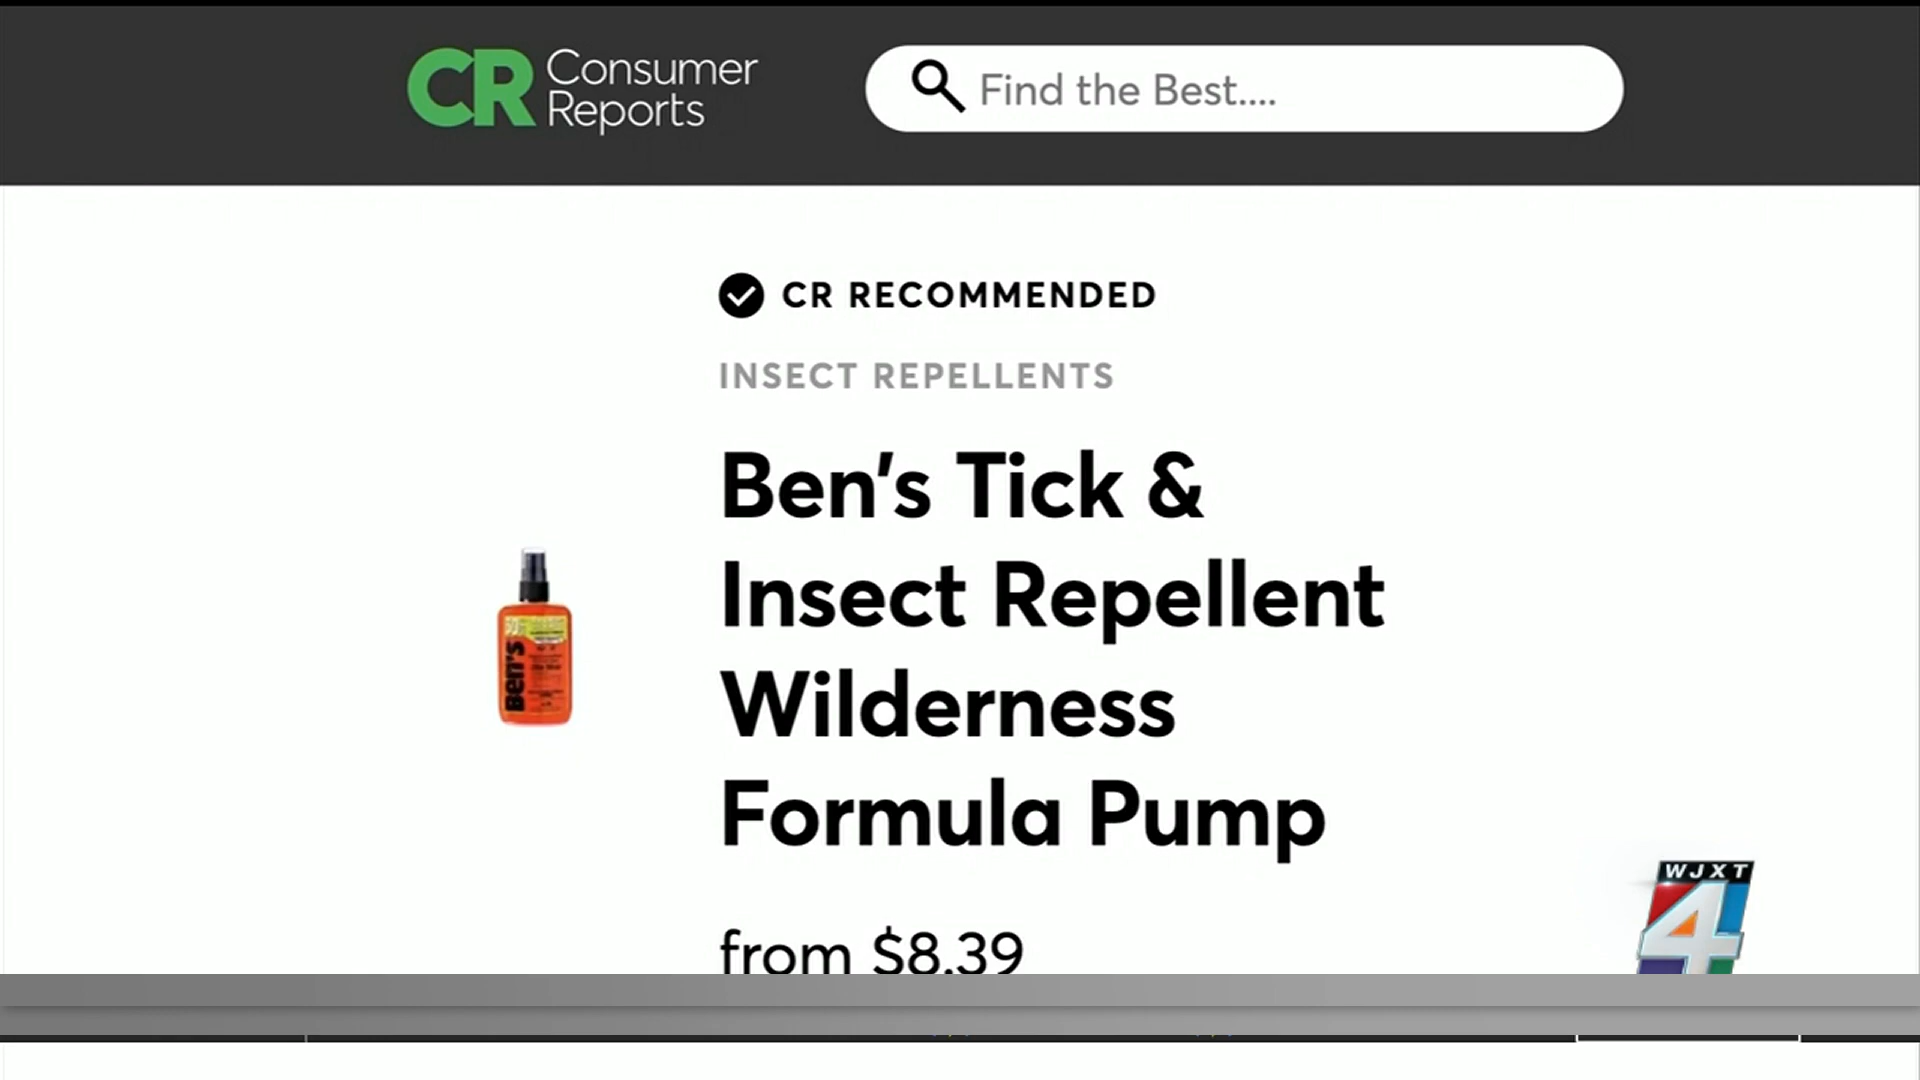 CR Consumer
Reports
Find the Best....
CR RECOMMENDED
INSECT REPELLENTS
Ben's Tick &
Insect Repellent
Wilderness
Formula Pump
Ben's
from $8.39
WJXT
4